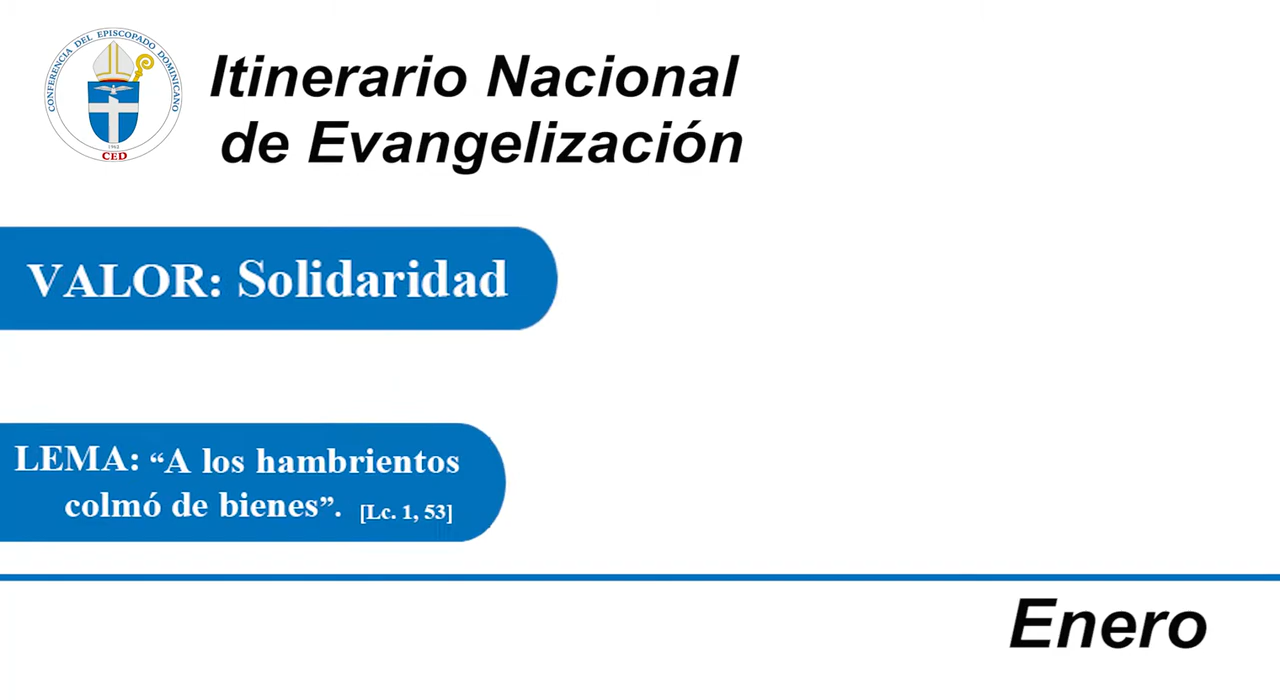 CONFERENCIA DEL EPISCOPADO DOMINICANO
1962
CED
Itinerario Nacional
de Evangelización
VALOR: Solidaridad
LEMA: “A los hambrientos
colmó de bienes”. [Lc. 1, 53]
Enero